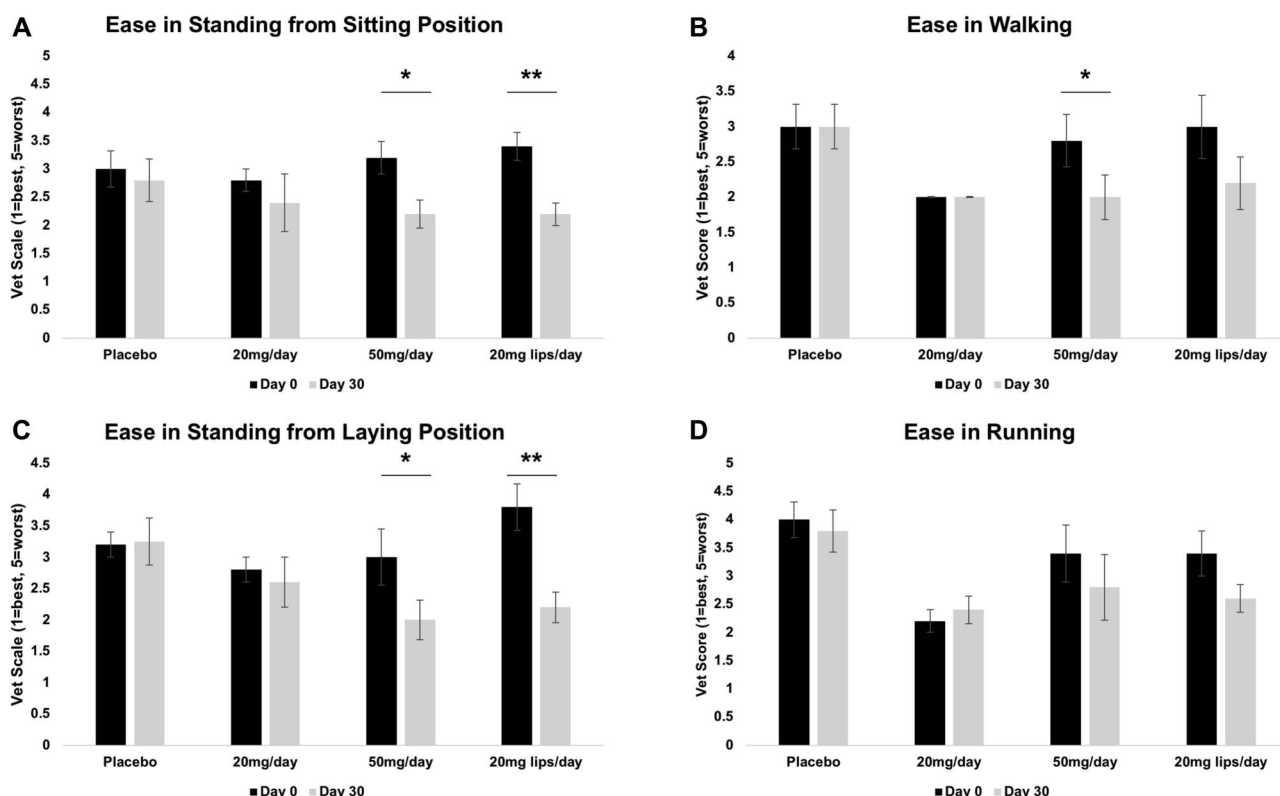 A
Ease in Standing from Sitting Position
Vet Scale (1=best, 5=worst)
5
4.5
4
3.5
3
2.5
2
1.5
1
0.5
0
*
**
Placebo 20mg/day 50mg/day 20mg lips/day
Day 0 Day 30
B
Ease in Walking
Vet Score (1=best, 5=worst)
4
3.5
3
2.5
2
1.5
1
0.5
0
*
Placebo 20mg/day 50mg/day 20mg lips/day
Day 0 Day 30
C
Ease in Standing from Laying Position
Vet Scale (1=best, 5=worst)
4.5
4
3.5
3
2.5
2
1.5
1
0.5
0
*
**
Placebo 20mg/day 50mg/day 20mg lips/day
Day 0 Day 30
D
Ease in Running
Vet Score (1=best, 5=worst)
5
4.5
4
3.5
3
2.5
2
1.5
1
0.5
0
Placebo 20mg/day 50mg/day 20mg lips/day
Day 0 Day 30